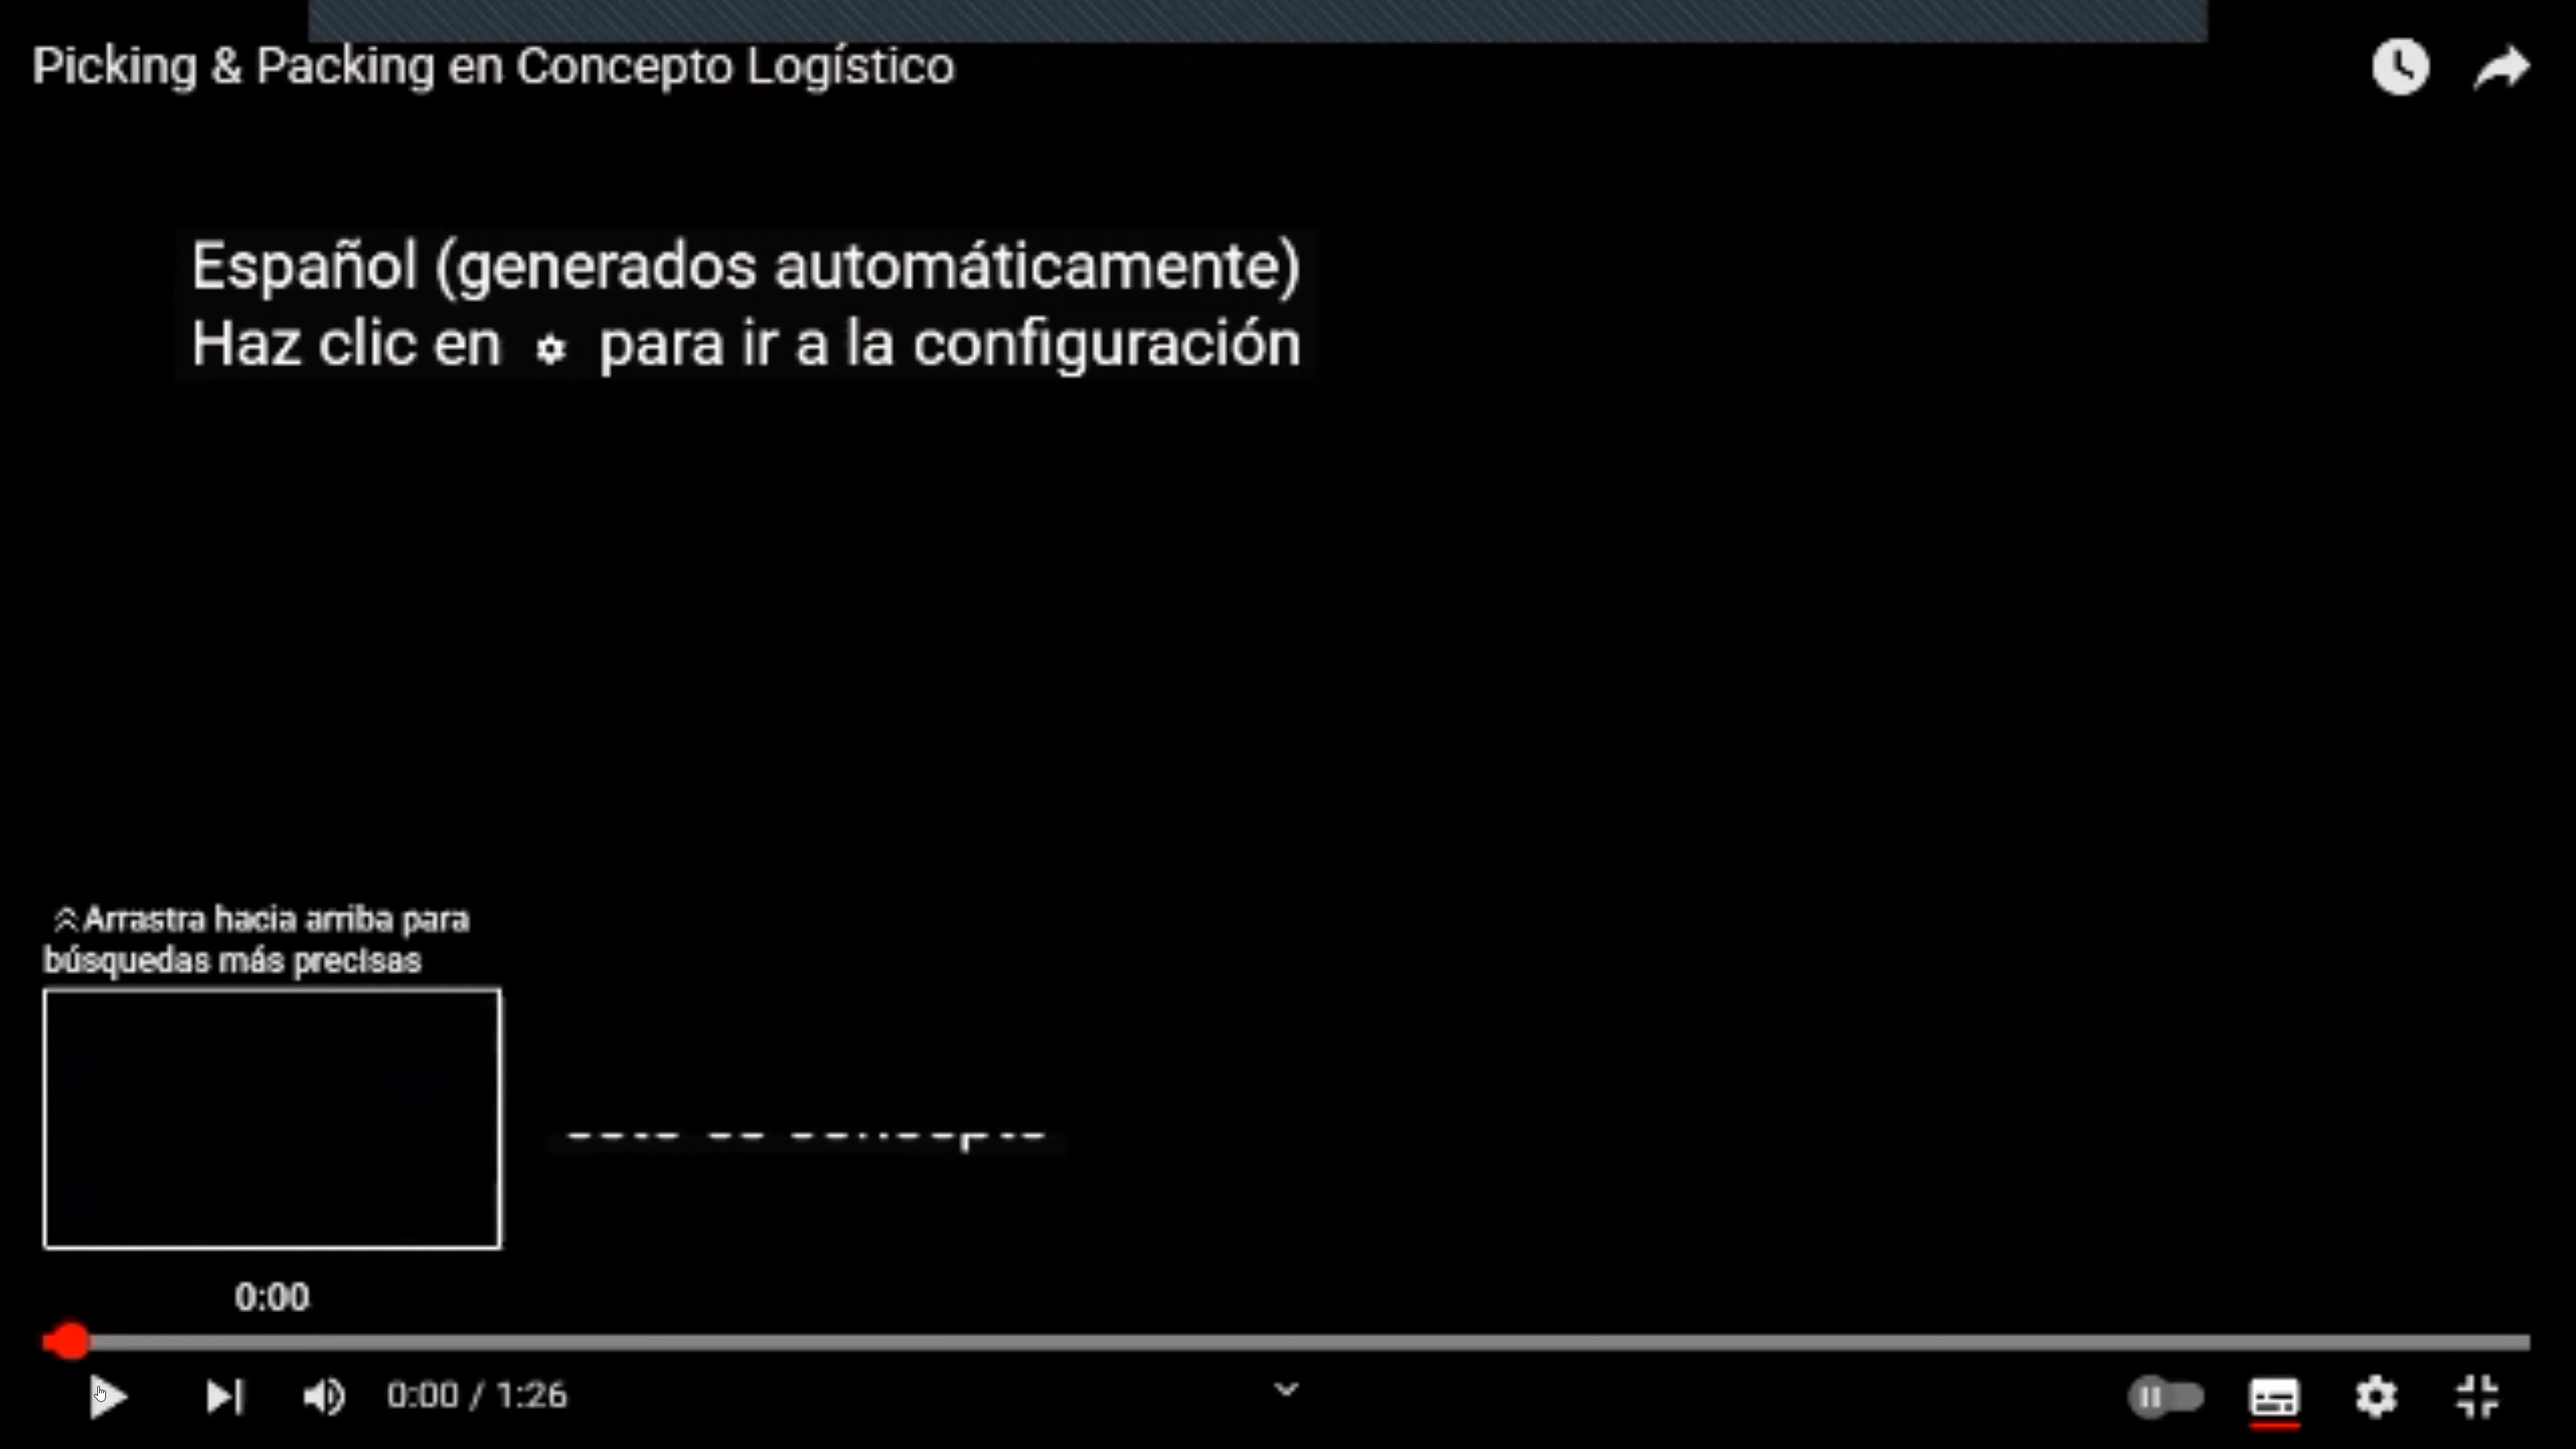 Picking & Packing en Concepto Logístico
Español (generados automáticamente)
Haz clic en para ir a la configuración
Arrastra hacia arriba para
búsquedas más precisas
0:00
0:00 / 1:26